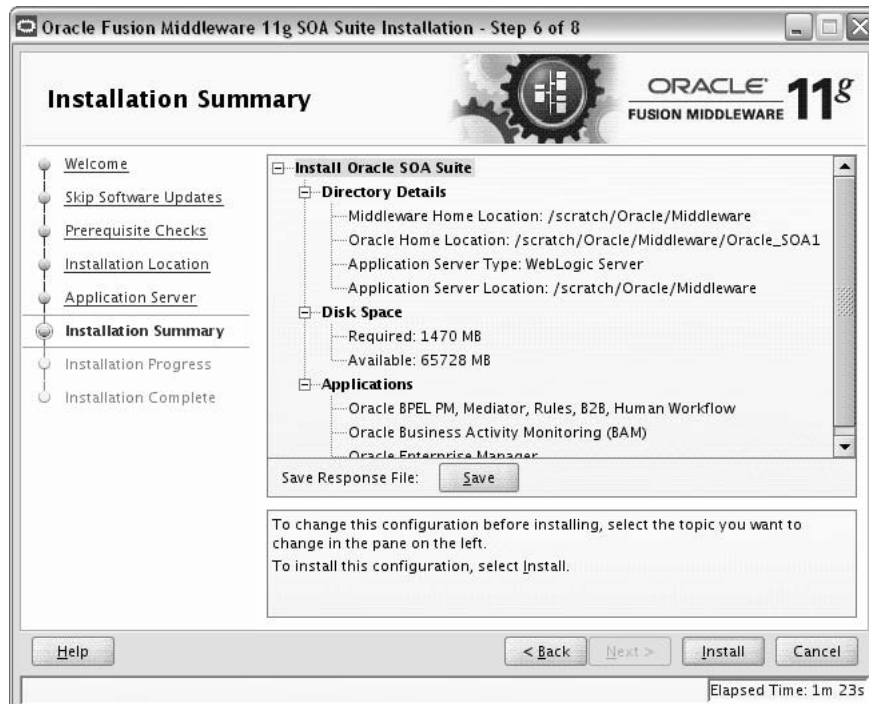 Oracle Fusion Middleware 11g SOA Suite Installation - Step 6 of 8
Installation Summary
ORACLE
FUSION MIDDLEWARE 11g
Welcome
Skip Software Updates
Prerequisite Checks
Installation Location
Application Server
Installation Summary
Installation Progress
Installation Complete
Install Oracle SOA Suite
Directory Details
Middleware Home Location: /scratch/Oracle/Middleware
Oracle Home Location: /scratch/Oracle/Middleware/Oracle_SOA1
Application Server Type: WebLogic Server
Application Server Location: /scratch/Oracle/Middleware
Disk Space
Required: 1470 MB
Available: 65728 MB
Applications
Oracle BPEL PM, Mediator, Rules, B2B, Human Workflow
Oracle Business Activity Monitoring (BAM)
Oracle Enterprise Manager
Save Response File: Save
To change this configuration before installing, select the topic you want to
change in the pane on the left.
To install this configuration, select Install.
Help < Back Next > Install Cancel
Elapsed Time: 1m 23s